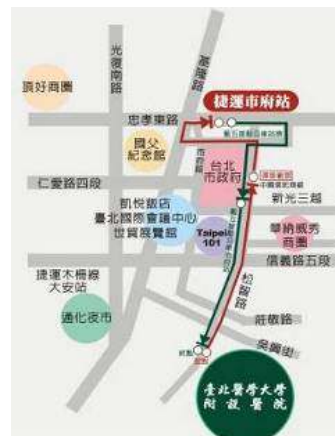 光復南路
基隆路
頂好商圈
捷運市府站
忠孝東路
國父
紀念館
市府路
台北
市政府
仁愛路四段
新光三越
凱悅飯店
臺北國際會議中心
世貿展覽館
Taipei
101
華納威秀
商圈
信義路五段
捷運木柵線
大安站
松智路
通化夜市
莊敬路
吳興街
臺北醫學大學
附設醫院